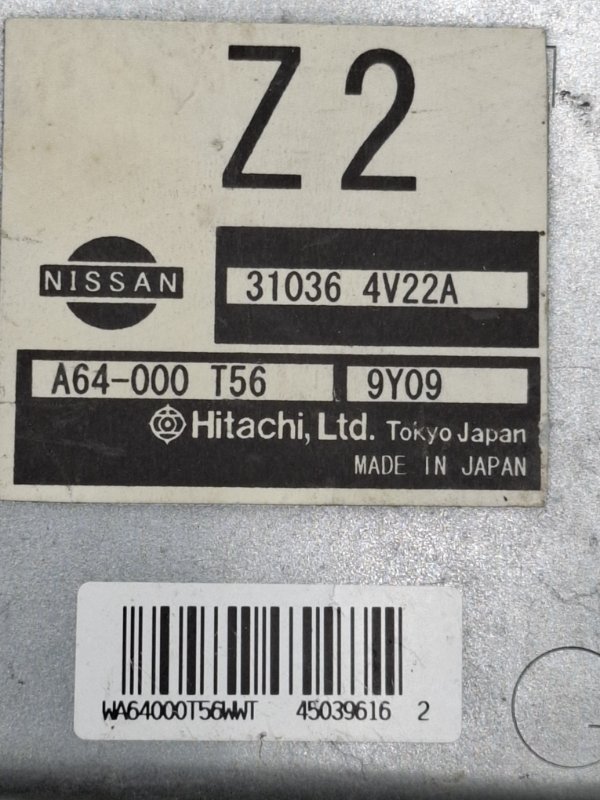 Z2
NISSAN
31036 4V22A
A64-000 T56
9Y09
Hitachi, Ltd. Tokyo Japan
MADE IN JAPAN
WA64000T56WWT 45039616 2